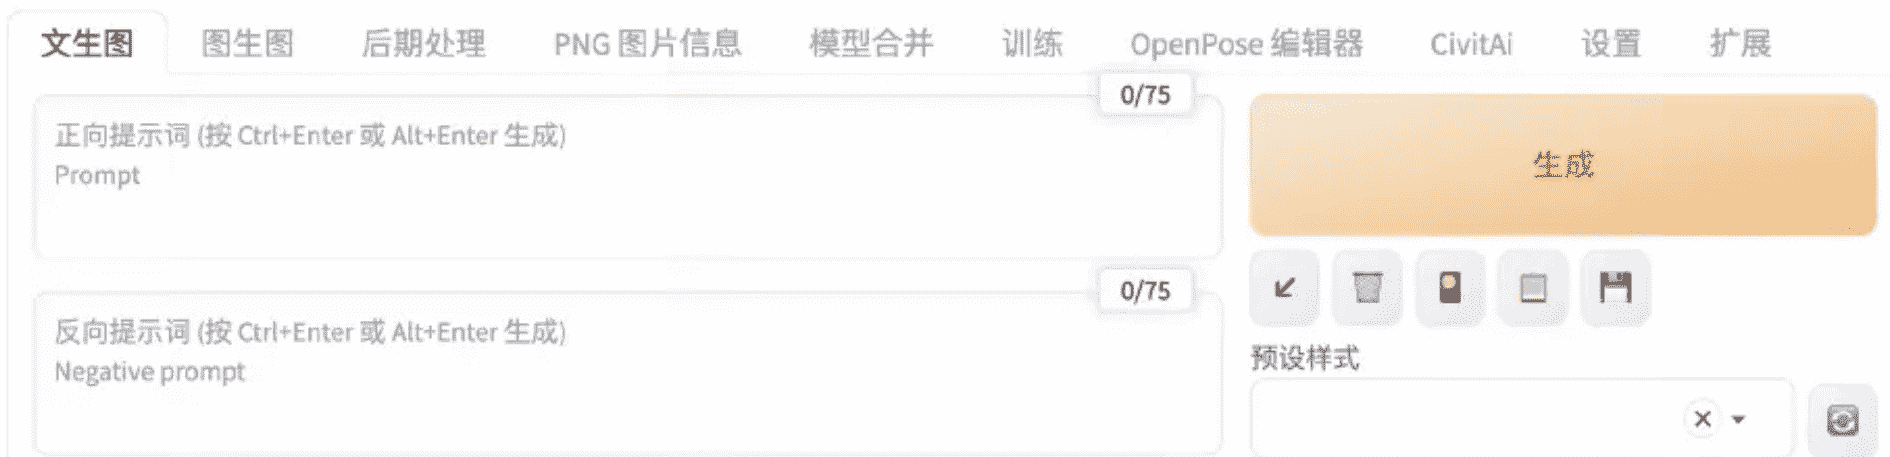 文生图 图生图 后期处理 PNG 图片信息 模型合并 训练 OpenPose 编辑器 CivitAi 设置 扩展
0/75
正向提示词 (按 Ctrl+Enter 或 Alt+Enter 生成)
Prompt
生成
0/75
反向提示词 (按 Ctrl+Enter 或 Alt+Enter 生成)
Negative prompt
预设样式